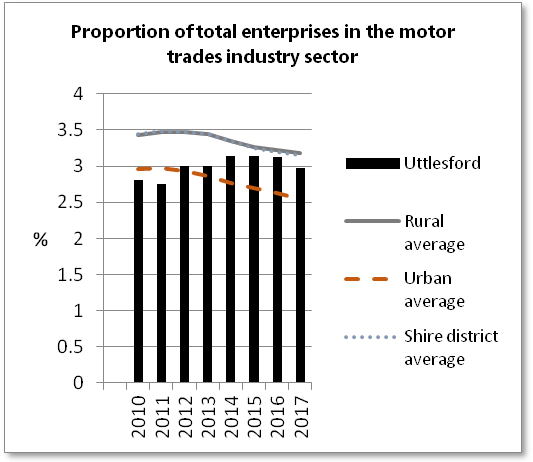 Proportion of total enterprises in the motor
trades industry sector
4
3.5
3
2.5
2
1.5
1
0.5
0
%
2010
2011
2012
2013
2014
2015
2016
2017
Uttlesford
Rural
average
Urban
average
Shire district
average